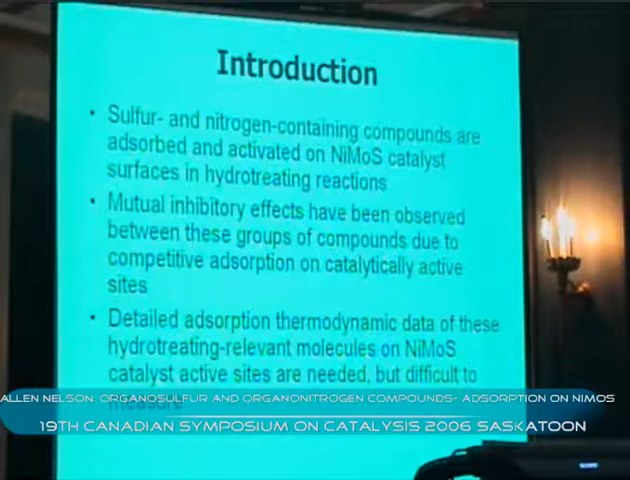 Introduction
• Sulfur- and nitrogen-containing compounds are
adsorbed and activated on NiMoS catalyst
surfaces in hydrotreating reactions
• Mutual inhibitory effects have been observed
between these groups of compounds due to
competitive adsorption on catalytically active
sites
• Detailed adsorption thermodynamic data of these
hydrotreating-relevant molecules on NiMoS
catalyst active sites are needed, but difficult to
measure
ALLEN NELSON: ORGANOSULFUR AND ORGANONITROGEN COMPOUNDS- ADSORPTION ON NIMOS
19TH CANADIAN SYMPOSIUM ON CATALYSIS 2006 SASKATOON